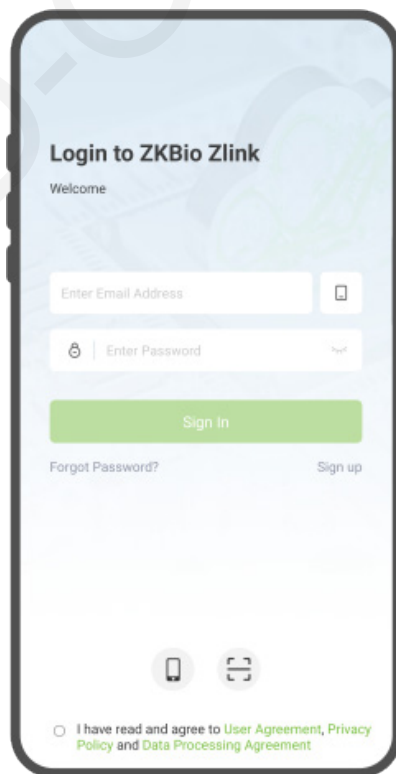 Login to ZKBio Zlink
Welcome
Enter Email Address
Enter Password
Sign In
Forgot Password? Sign up
I have read and agree to User Agreement, Privacy
Policy and Data Processing Agreement